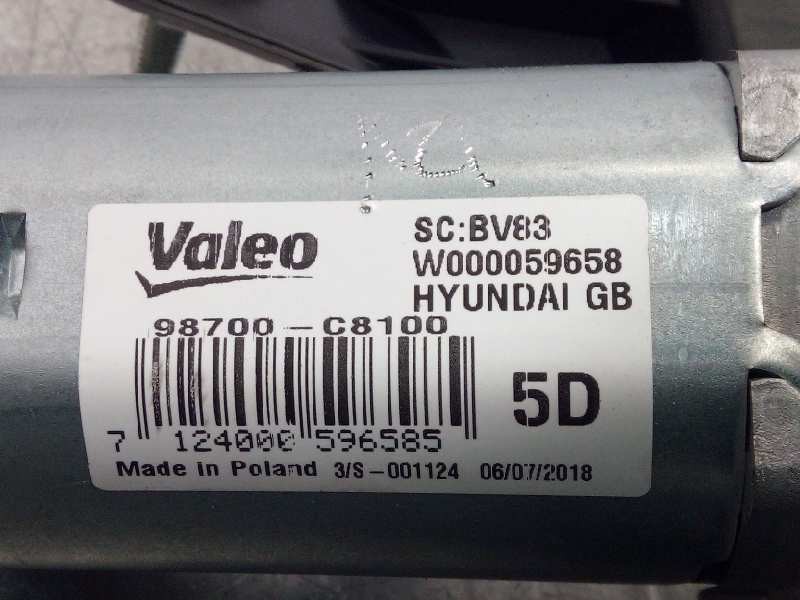 Valeo
SC:BV83
W000059658
HYUNDAI GB
98700-C8100
5D
7 124000 596585
Made in Poland 3/S-001124 06/07/2018